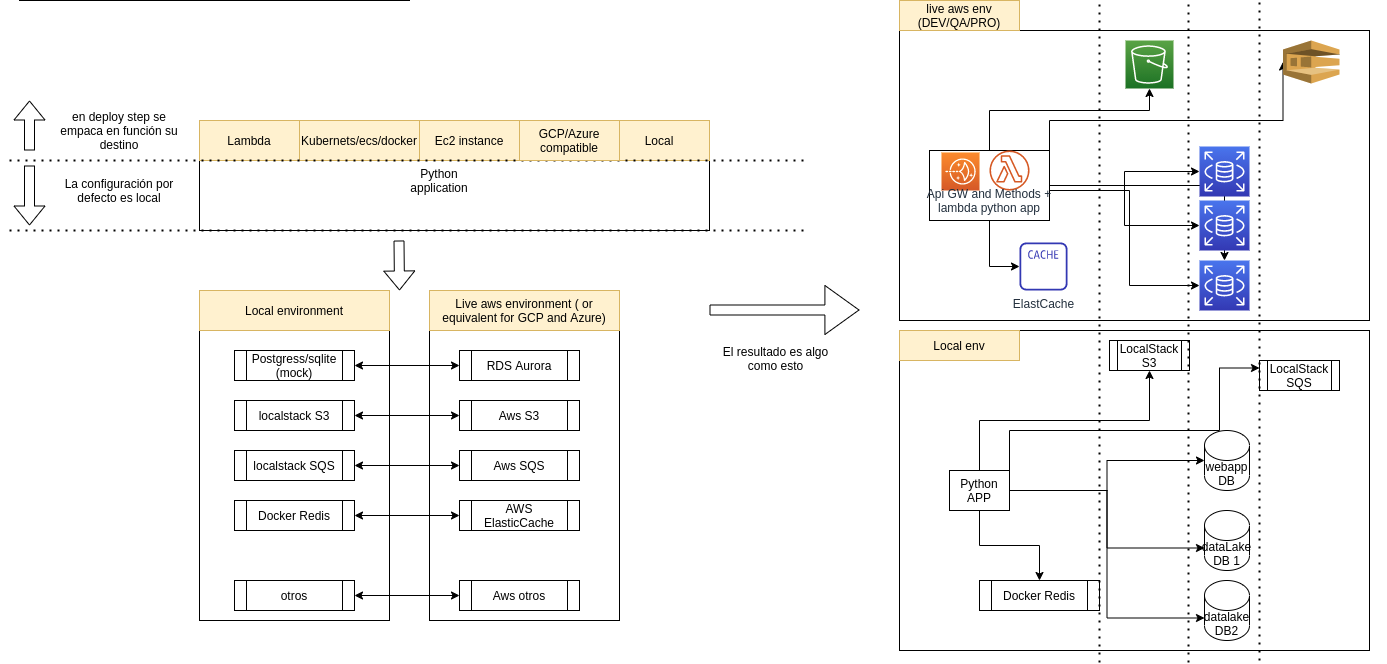 en deploy step se
empaca en función su
destino
La configuración por
defecto es local
Lambda
Kubernets/ecs/docker
Ec2 instance
GCP/Azure
compatible
Local
Python
application
Local environment
Postgress/sqlite
(mock)
localstack S3
localstack SQS
Docker Redis
otros
Live aws environment ( or
equivalent for GCP and Azure)
RDS Aurora
Aws S3
Aws SQS
AWS
ElasticCache
Aws otros
El resultado es algo
como esto
live aws env
(DEV/QA/PRO)
Api GW and Methods +
lambda python app
CACHE
ElastCache
Local env
LocalStack
S3
LocalStack
SQS
Python
APP
webapp
DB
dataLake
DB 1
datalake
DB2
Docker Redis